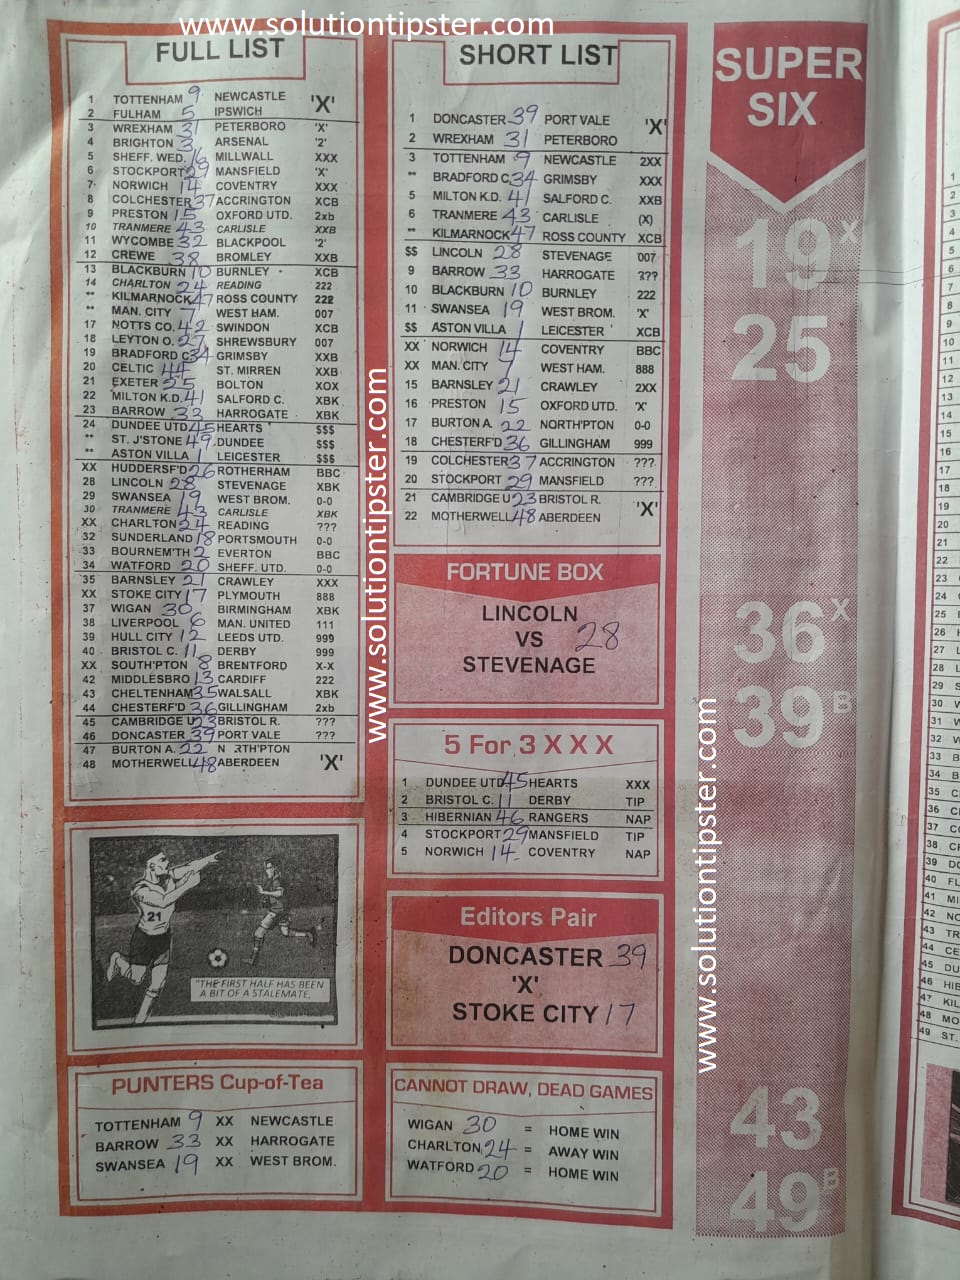 www.solutiontipster.com
FULL LIST
1 TOTTENHAM 9 NEWCASTLE 'X'
2 FULHAM 5 IPSWICH
3 WREXHAM 31 PETERBORO 'X'
4 BRIGHTON 3 ARSENAL '2'
5 SHEFF. WED. 16 MILLWALL XXX
6 STOCKPORT 29 MANSFIELD 'X'
7 NORWICH 14 COVENTRY XXX
8 COLCHESTER 37 ACCRINGTON XCB
9 PRESTON 15 OXFORD UTD. 2xb
10 TRANMERE 43 CARLISLE XXB
11 WYCOMBE 32 BLACKPOOL '2'
12 CREWE 38 BROMLEY XXB
13 BLACKBURN 10 BURNLEY XCB
14 CHARLTON 24 READING 222
** KILMARNOCK 47 ROSS COUNTY 222
** MAN. CITY 7 WEST HAM. 007
17 NOTTS CO. 42 SWINDON XCB
18 LEYTON O. 27 SHREWSBURY 007
19 BRADFORD C 34 GRIMSBY XXB
20 CELTIC 44 ST. MIRREN XXB
21 EXETER 25 BOLTON XOX
22 MILTON K.D. 41 SALFORD C. XBK
23 BARROW 33 HARROGATE XBK
24 DUNDEE UTD 45 HEARTS $$$
** ST. J'STONE 49 DUNDEE $$$
** ASTON VILLA 1 LEICESTER $$$
XX HUDDERSF'D 26 ROTHERHAM BBC
28 LINCOLN 28 STEVENAGE XBK
29 SWANSEA 19 WEST BROM. 0-0
30 TRANMERE 43 CARLISLE XBK
XX CHARLTON 24 READING ???
32 SUNDERLAND 18 PORTSMOUTH 0-0
33 BOURNEM'TH 2 EVERTON BBC
34 WATFORD 20 SHEFF. UTD. 0-0
35 BARNSLEY 21 CRAWLEY XXX
XX STOKE CITY 17 PLYMOUTH 888
37 WIGAN 30 BIRMINGHAM XBK
38 LIVERPOOL 6 MAN. UNITED 111
39 HULL CITY 12 LEEDS UTD. 999
40 BRISTOL C. 11 DERBY 999
XX SOUTH'PTON 8 BRENTFORD X-X
42 MIDDLESBRO 13 CARDIFF 222
43 CHELTENHAM 35 WALSALL XBK
44 CHESTERF'D 36 GILLINGHAM 2xb
45 CAMBRIDGE U 23 BRISTOL R. ???
46 DONCASTER 39 PORT VALE ???
47 BURTON A. 22 N RTH'PTON
48 MOTHERWELL 48 ABERDEEN 'X'
"THE FIRST HALF HAS BEEN
A BIT OF A STALEMATE,
21
PUNTERS Cup-of-Tea
TOTTENHAM 9 XX NEWCASTLE
BARROW 33 XX HARROGATE
SWANSEA 19 XX WEST BROM.
SHORT LIST
1 DONCASTER 39 PORT VALE 'X'
2 WREXHAM 31 PETERBORO
3 TOTTENHAM 9 NEWCASTLE 2XX
** BRADFORD C 34 GRIMSBY XXX
5 MILTON K.D. 41 SALFORD C. XXB
6 TRANMERE 43 CARLISLE (X)
** KILMARNOCK 47 ROSS COUNTY XCB
$$ LINCOLN 28 STEVENAGE 007
9 BARROW 33 HARROGATE ???
10 BLACKBURN 10 BURNLEY 222
11 SWANSEA 19 WEST BROM. 'X'
$$ ASTON VILLA 1 LEICESTER XCB
XX NORWICH 14 COVENTRY BBC
XX MAN. CITY 7 WEST HAM. 888
15 BARNSLEY 21 CRAWLEY 2XX
16 PRESTON 15 OXFORD UTD. 'X'
17 BURTON A. 22 NORTH'PTON 0-0
18 CHESTERF'D 36 GILLINGHAM 999
19 COLCHESTER 37 ACCRINGTON ???
20 STOCKPORT 29 MANSFIELD ???
21 CAMBRIDGE U 23 BRISTOL R. 'X'
22 MOTHERWELL 48 ABERDEEN
FORTUNE BOX
LINCOLN
VS 28
STEVENAGE
5 For 3 X X X
1 DUNDEE UTD 45 HEARTS XXX
2 BRISTOL C. 11 DERBY TIP
3 HIBERNIAN 46 RANGERS NAP
4 STOCKPORT 29 MANSFIELD TIP
5 NORWICH 14 COVENTRY NAP
Editors Pair
DONCASTER 39
'X'
STOKE CITY 17
CANNOT DRAW, DEAD GAMES
WIGAN 30 = HOME WIN
CHARLTON 24 = AWAY WIN
WATFORD 20 = HOME WIN
www.solutiontipster.com
SUPER
SIX
19X
25
36X
39B
43
49B
www.solutiontipster.com